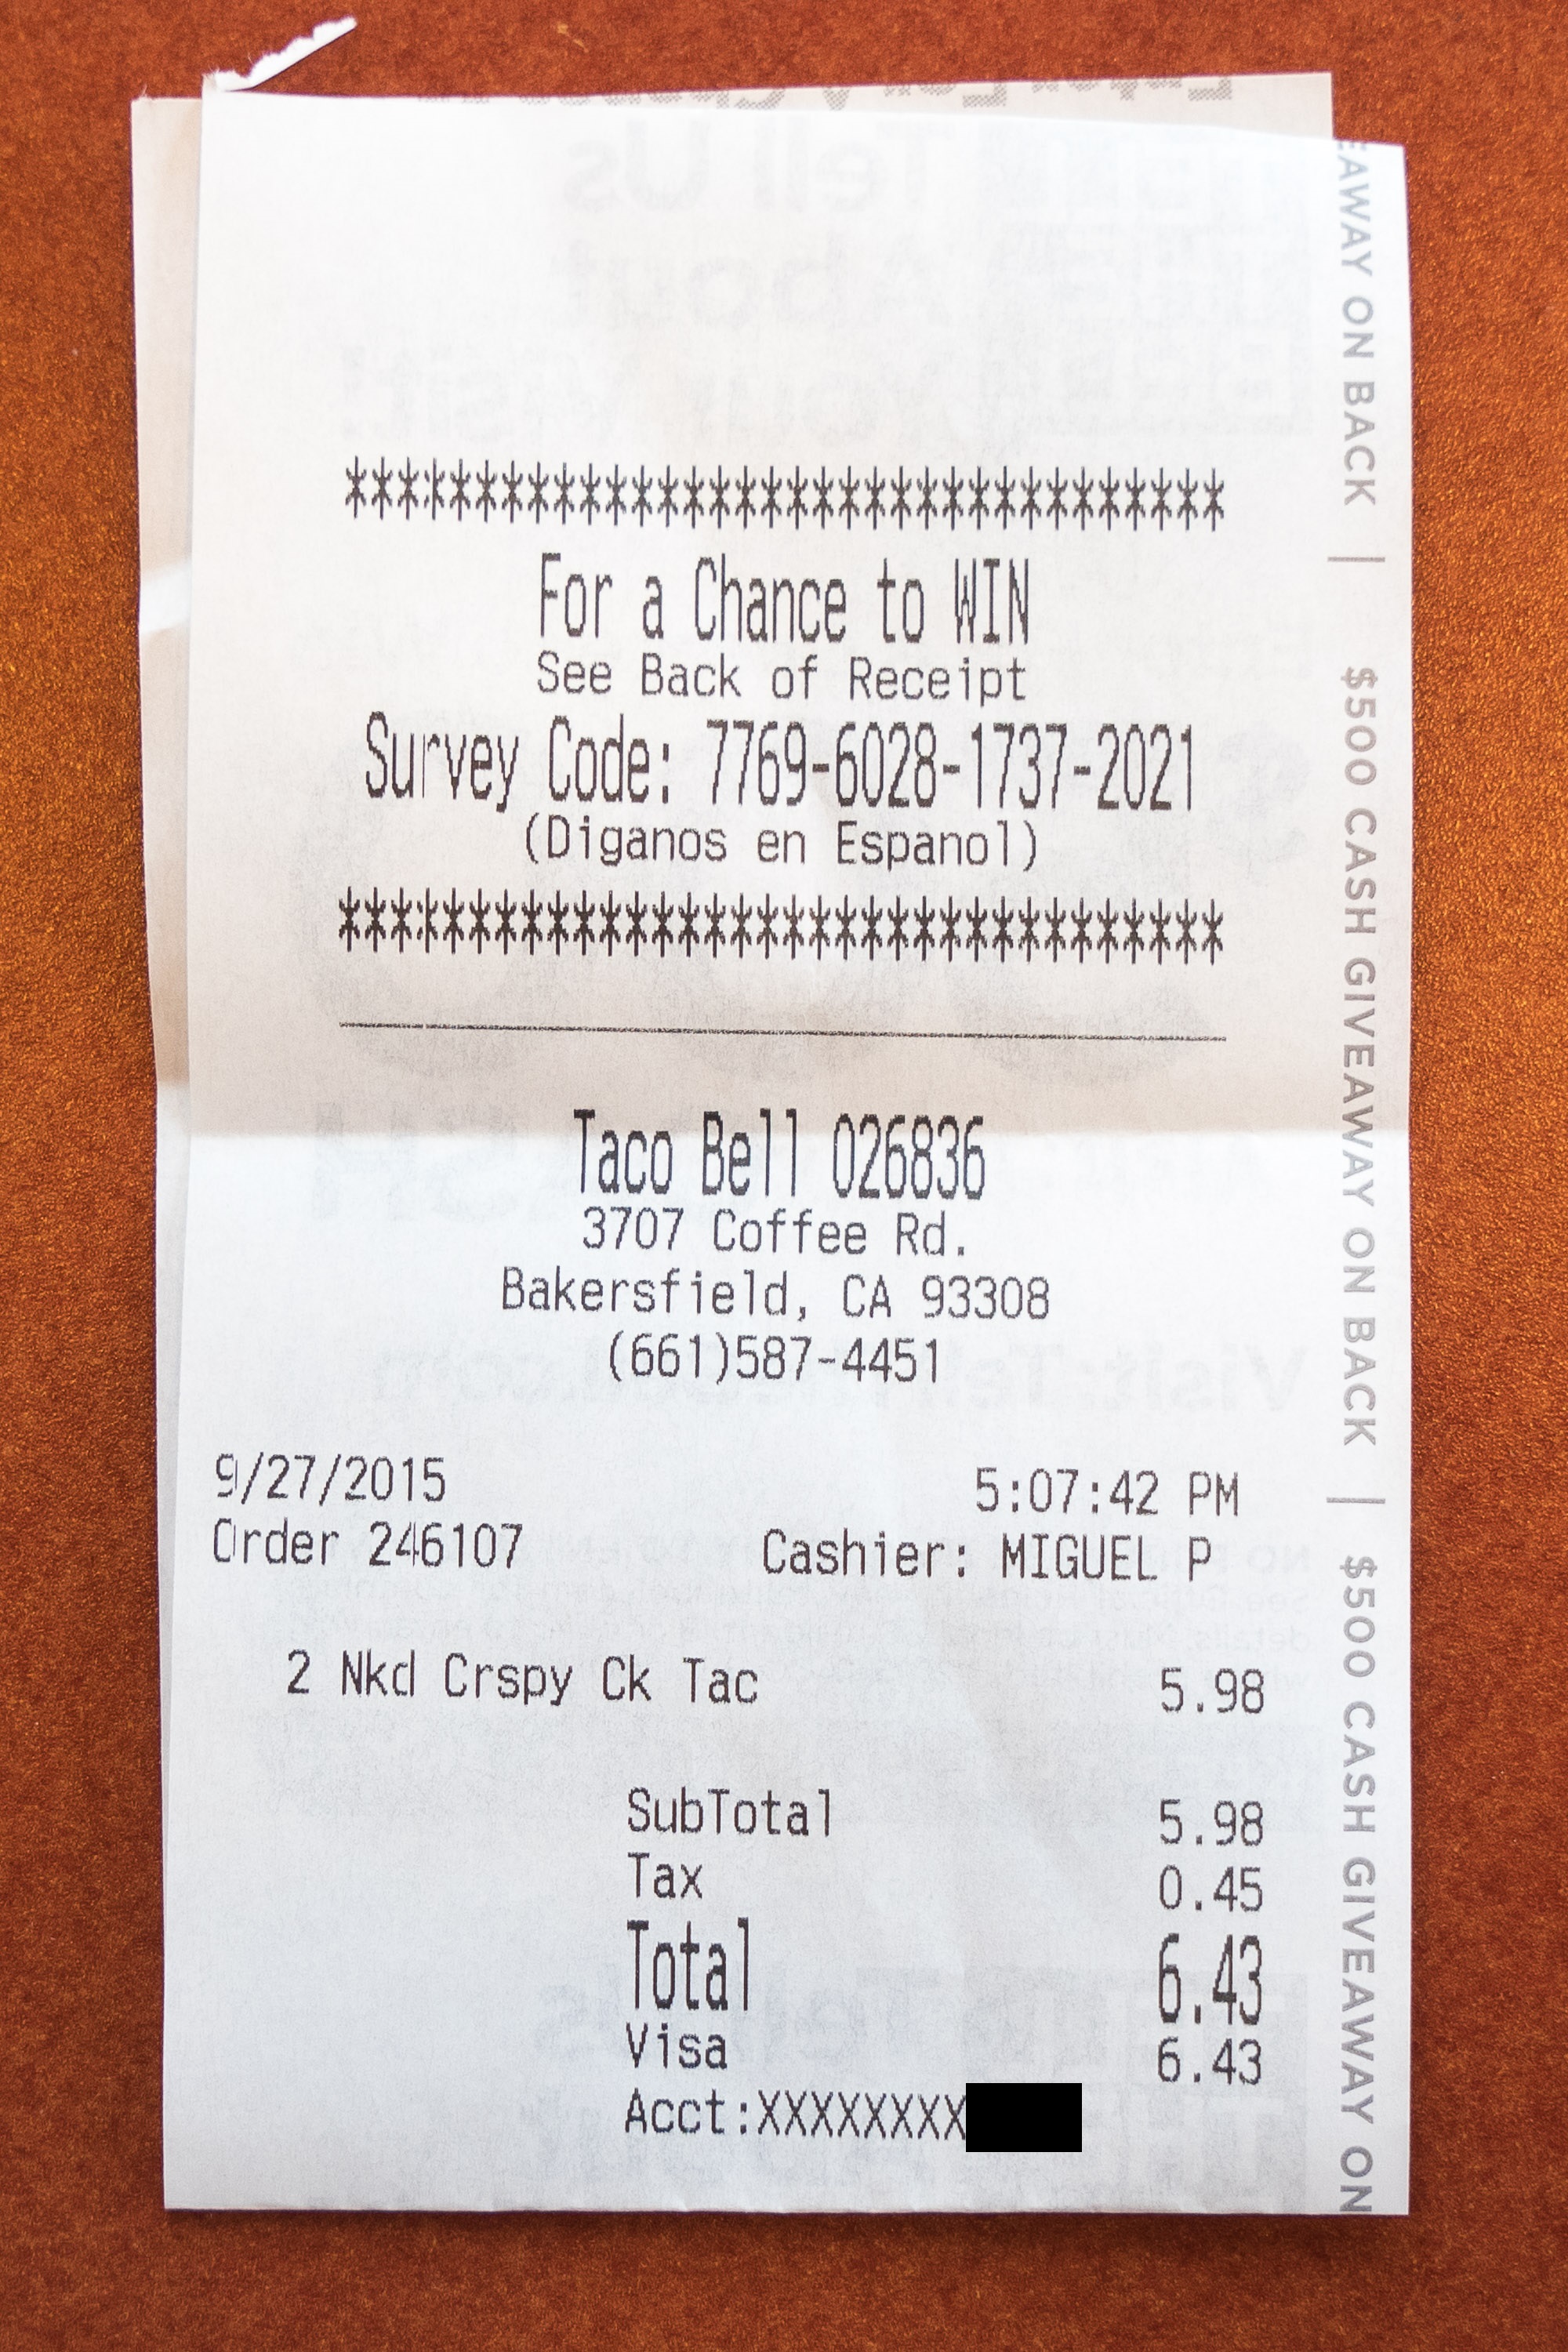 ********************************** 
For a Chance to WIN
See Back of Receipt
Survey Code: 7769-6028-1737-2021
(Diganos en Espanol)
**********************************
Taco Bell 026836
3707 Coffee Rd.
Bakersfield, CA 93308
(661)587-4451
9/27/2015 5:07:42 PM
Order 246107 Cashier: MIGUEL P
2 Nkd Crspy Ck Tac 5.98
SubTotal 5.98
Tax 0.45
Total 6.43
Visa 6.43
Acct:XXXXXXXX
EAWAY ON BACK | $500 CASH GIVEAWAY ON BACK | $500 CASH GIVEAWAY ON